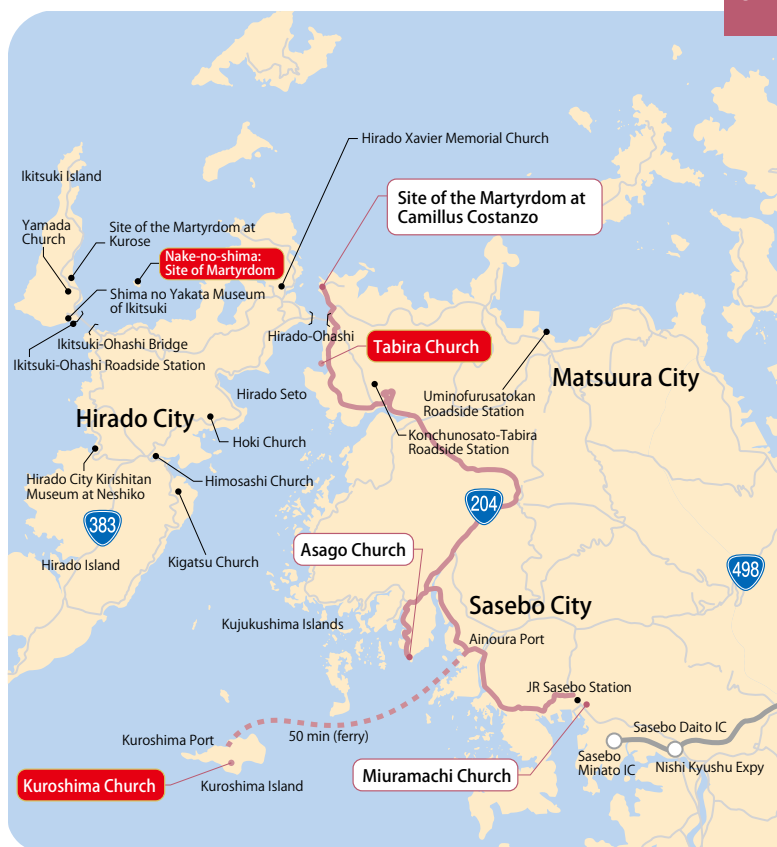 Hirado Xavier Memorial Church
Ikitsuki Island
Site of the Martyrdom at
Camillus Costanzo
Yamada
Church
Site of the Martyrdom at
Kurose
Nake-no-shima:
Site of Martyrdom
Shima no Yakata Museum
of Ikitsuki
Ikitsuki-Ohashi Bridge
Ikitsuki-Ohashi Roadside Station
Hirado-Ohashi
Tabira Church
Matsuura City
Hirado Seto
Uminofurusatokan
Roadside Station
Hirado City
Hoki Church
Konchunosato-Tabira
Roadside Station
Hirado City Kirishitan
Museum at Neshiko
Himosashi Church
204
383
Asago Church
Kigatsu Church
Hirado Island
498
Sasebo City
Kujukushima Islands
Ainoura Port
JR Sasebo Station
Kuroshima Port
50 min (ferry)
Sasebo Daito IC
Sasebo
Minato IC
Nishi Kyushu Expy
Kuroshima Church
Kuroshima Island
Miuramachi Church